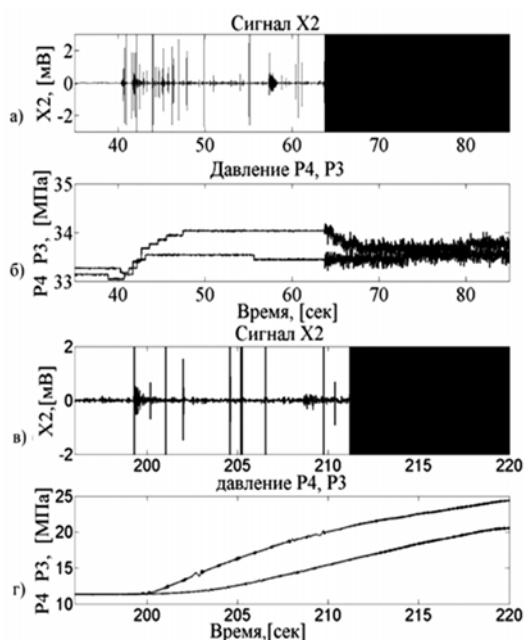 Сигнал X2
X2, [мВ]
2
0
-2
а)
40 50 60 70 80
Давление P4, P3
P4 P3, [МПа]
35
34
33
б)
40 50 60 70 80
Время, [сек]
Сигнал X2
X2,[мВ]
2
0
-2
в)
200 205 210 215 220
давление P4, P3
P4 P3, [МПа]
25
20
15
10
г)
200 205 210 215 220
Время,[сек]